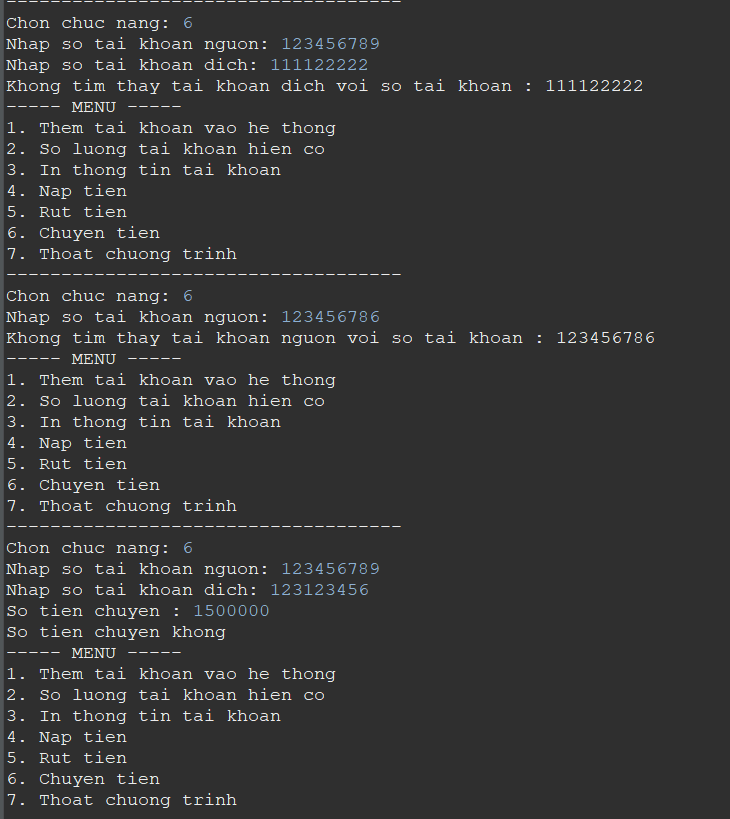 ------------------------------------
Chon chuc nang: 6
Nhap so tai khoan nguon: 123456789
Nhap so tai khoan dich: 111122222
Khong tim thay tai khoan dich voi so tai khoan : 111122222
----- MENU -----
1. Them tai khoan vao he thong
2. So luong tai khoan hien co
3. In thong tin tai khoan
4. Nap tien
5. Rut tien
6. Chuyen tien
7. Thoat chuong trinh
------------------------------------
Chon chuc nang: 6
Nhap so tai khoan nguon: 123456786
Khong tim thay tai khoan nguon voi so tai khoan : 123456786
----- MENU -----
1. Them tai khoan vao he thong
2. So luong tai khoan hien co
3. In thong tin tai khoan
4. Nap tien
5. Rut tien
6. Chuyen tien
7. Thoat chuong trinh
------------------------------------
Chon chuc nang: 6
Nhap so tai khoan nguon: 123456789
Nhap so tai khoan dich: 123123456
So tien chuyen : 1500000
So tien chuyen khong
----- MENU -----
1. Them tai khoan vao he thong
2. So luong tai khoan hien co
3. In thong tin tai khoan
4. Nap tien
5. Rut tien
6. Chuyen tien
7. Thoat chuong trinh